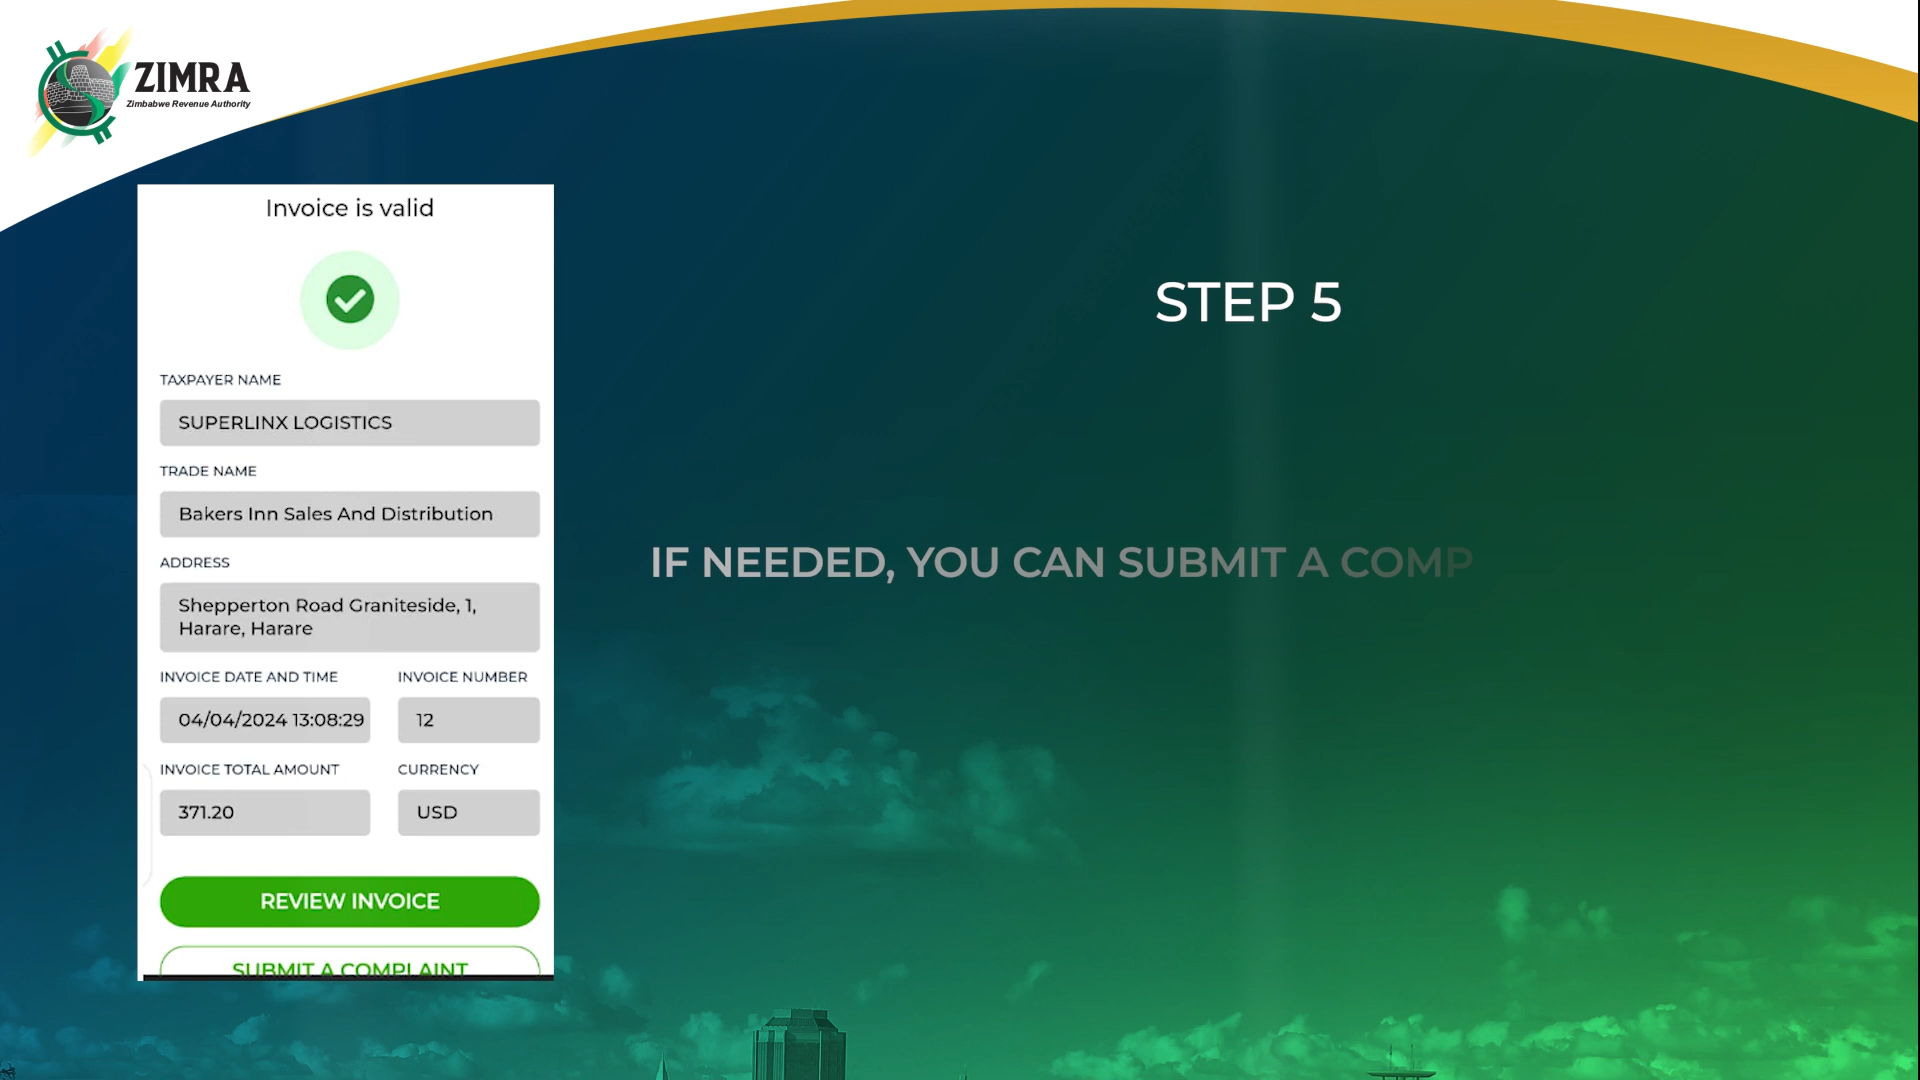 ZIMRA
Zimbabwe Revenue Authority
Invoice is valid
TAXPAYER NAME
SUPERLINX LOGISTICS
TRADE NAME
Bakers Inn Sales And Distribution
ADDRESS
Shepperton Road Graniteside, 1,
Harare, Harare
INVOICE DATE AND TIME
INVOICE NUMBER
04/04/2024 13:08:29
12
INVOICE TOTAL AMOUNT
CURRENCY
371.20
USD
REVIEW INVOICE
SUBMIT A COMPLAINT
STEP 5
IF NEEDED, YOU CAN SUBMIT A COMP